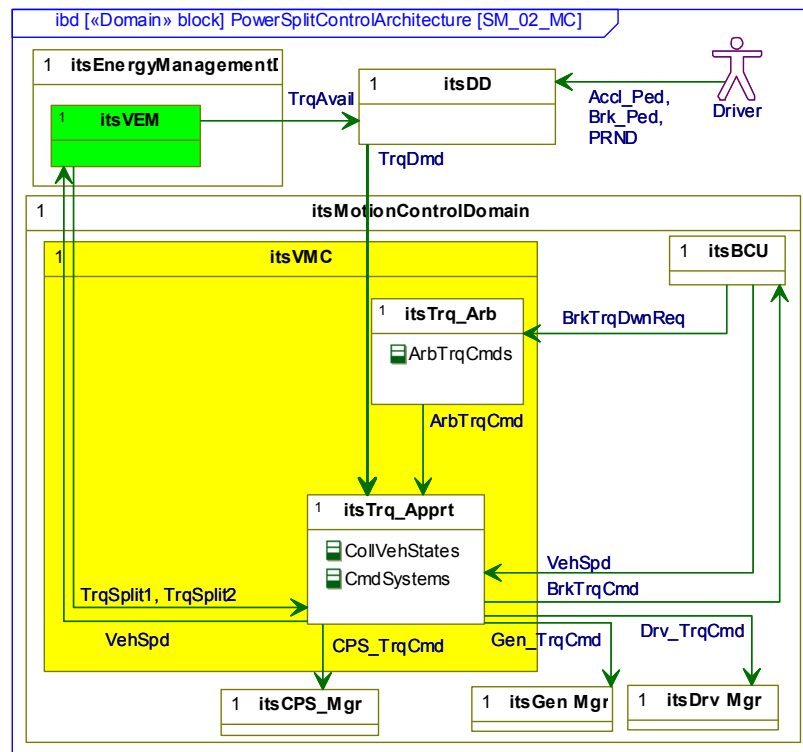 ibd [«Domain» block] PowerSplitControlArchitecture [SM_02_MC]
1 itsEnergyManagementD
1 itsVEM
TrqAvail
1 itsDD
Accl_Ped,
Brk_Ped,
PRND
Driver
TrqDmd
1 itsMotionControlDomain
1 itsVMC
1 itsBCU
1 itsTrq_Arb
ArbTrqCmds
BrkTrqDwnReq
ArbTrqCmd
1 itsTrq_Apprt
CollVehStates
CmdSystems
VehSpd
BrkTrqCmd
TrqSplit1, TrqSplit2
VehSpd
CPS_TrqCmd
Gen_TrqCmd
Drv_TrqCmd
1 itsCPS_Mgr
1 itsGen Mgr
1 itsDrv Mgr